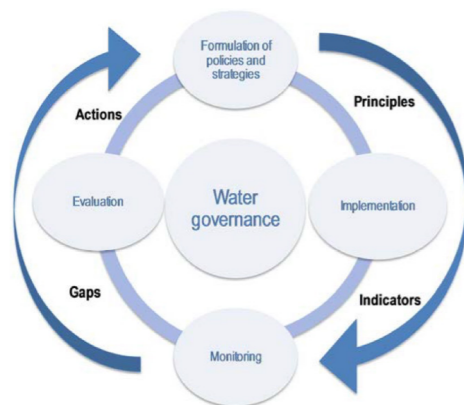 Formulation of
policies and
strategies
Actions
Principles
Evaluation
Water
governance
Implementation
Gaps
Indicators
Monitoring